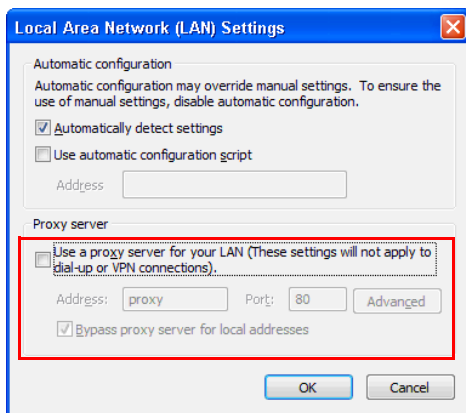 Local Area Network (LAN) Settings
Automatic configuration
Automatic configuration may override manual settings. To ensure the
use of manual settings, disable automatic configuration.
Automatically detect settings
Use automatic configuration script
Address
Proxy server
Use a proxy server for your LAN (These settings will not apply to
dial-up or VPN connections).
Address: proxy Port: 80 Advanced
Bypass proxy server for local addresses
OK Cancel